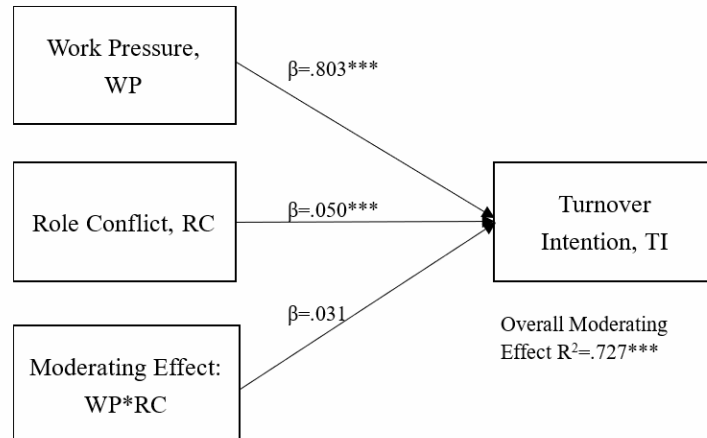 Work Pressure,
WP
β=.803***
Role Conflict, RC
β=.050***
Turnover
Intention, TI
β=.031
Moderating Effect:
WP*RC
Overall Moderating
Effect R²=.727***